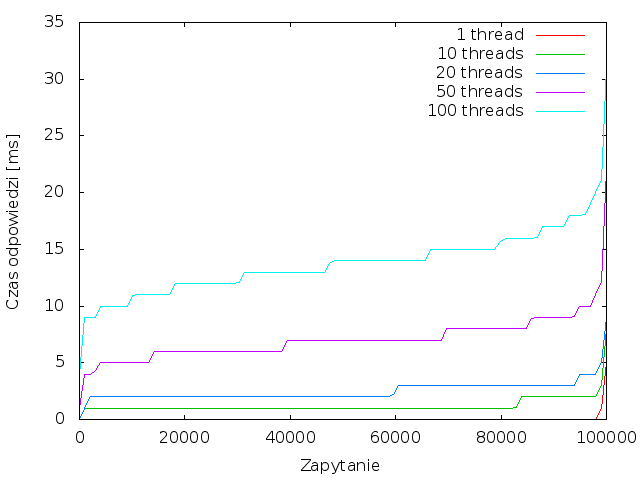 35
30
25
20
15
10
5
0
Czas odpowiedzi [ms]
1 thread
10 threads
20 threads
50 threads
100 threads
0 20000 40000 60000 80000 100000
Zapytanie